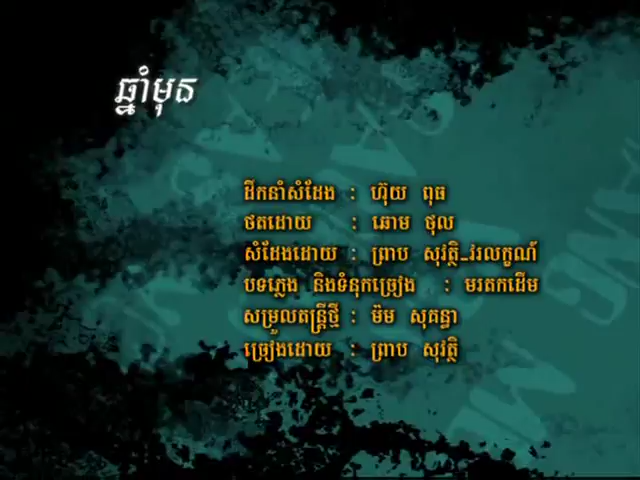 ឆ្នាំមុន
ដឹកនាំសំដែង : ហ៊ុយ ពុធ
ថតដោយ : ឆោម ថុល
សំដែងដោយ : ព្រាប សុវត្ថិ-វរលក្ខណ៍
បទភ្លេង និងទំនុកច្រៀង : មរតកដើម
សម្រួលតន្ត្រីថ្មី : ម៉ម សុគន្ធា
ច្រៀងដោយ : ព្រាប សុវត្ថិ